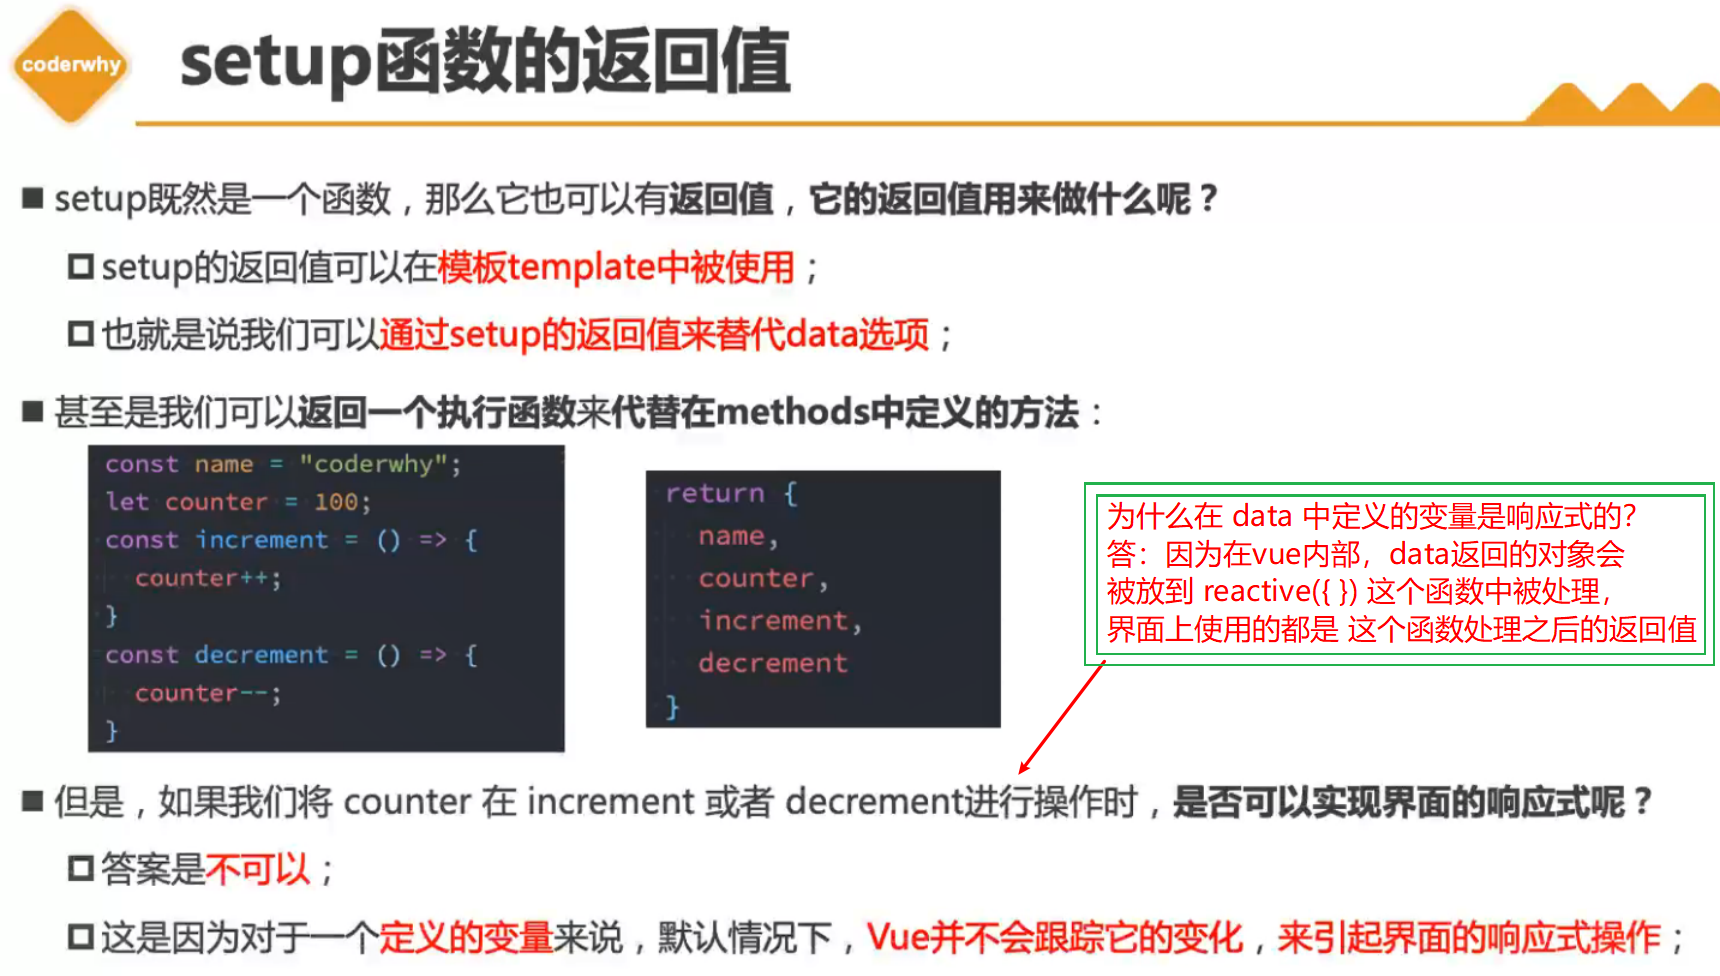 coderwhy
setup函数的返回值
setup既然是一个函数，那么它也可以有返回值，它的返回值用来做什么呢？
setup的返回值可以在模板template中被使用；
也就是说我们可以通过setup的返回值来替代data选项；
甚至是我们可以返回一个执行函数来代替在methods中定义的方法：
const name = "coderwhy";
let counter = 100;
const increment = () => {
counter++;
}
const decrement = () => {
counter--;
}
return {
name,
counter,
increment,
decrement
}
为什么在 data 中定义的变量是响应式的？
答：因为在vue内部，data返回的对象会
被放到 reactive({ }) 这个函数中被处理，
界面上使用的都是 这个函数处理之后的返回值
但是，如果我们将 counter 在 increment 或者 decrement进行操作时，是否可以实现界面的响应式呢？
答案是不可以；
这是因为对于一个定义的变量来说，默认情况下，Vue并不会跟踪它的变化，来引起界面的响应式操作；